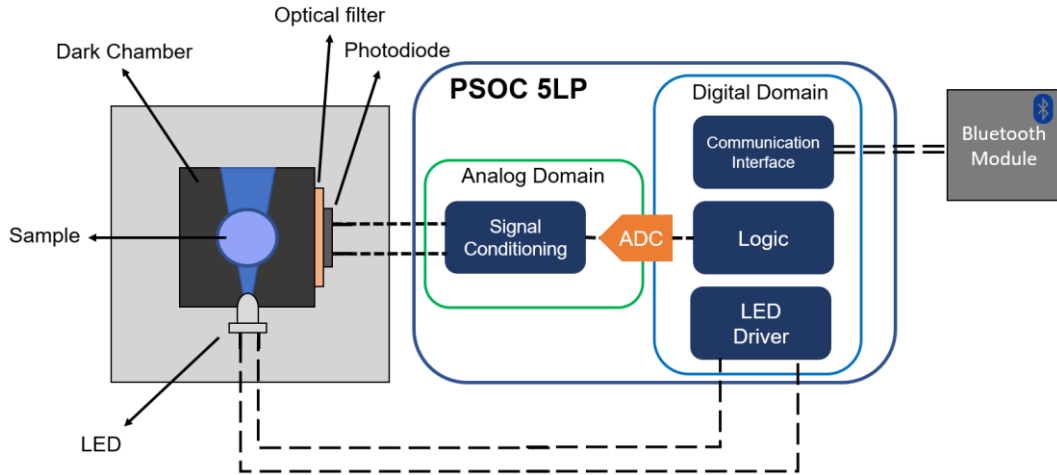 Optical filter
Dark Chamber
Photodiode
PSOC 5LP
Digital Domain
Communication
Interface
Bluetooth
Module
Analog Domain
Signal
Conditioning
ADC
Logic
Sample
LED
Driver
LED